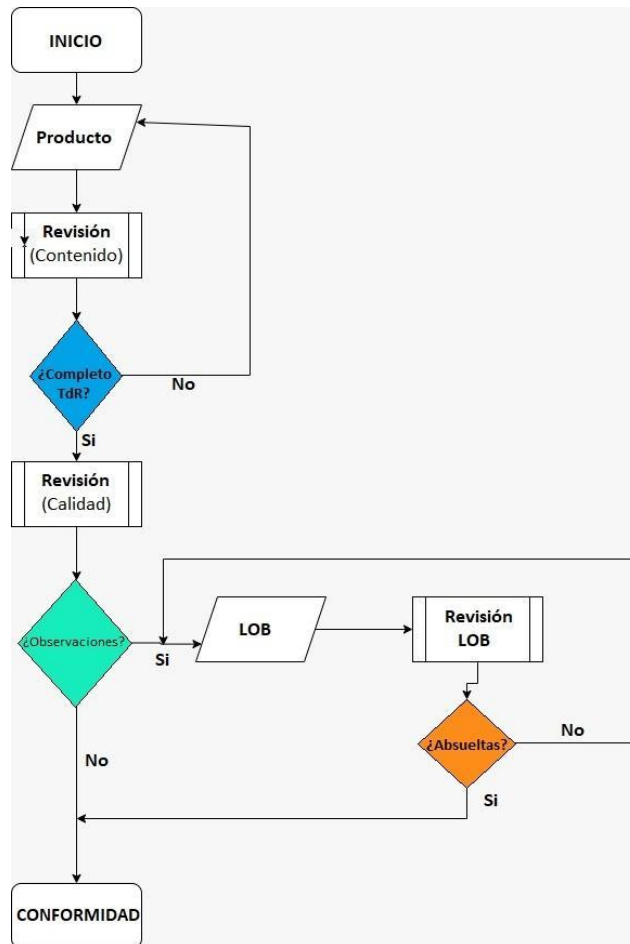 INICIO
Producto
Revisión
(Contenido)
¿Completo
TdR?
No
Si
Revisión
(Calidad)
¿Observaciones?
Si
LOB
Revisión
LOB
¿Absueltas?
No
No
Si
CONFORMIDAD